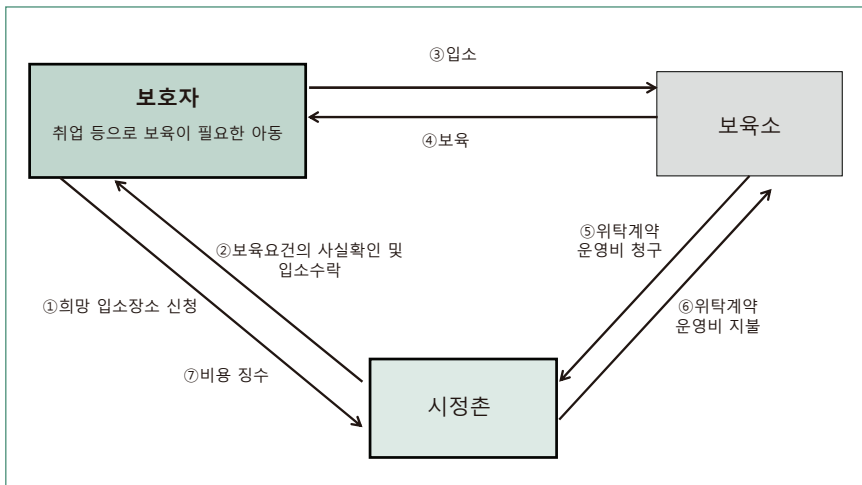 ③입소
보호자
취업 등으로 보육이 필요한 아동
보육소
④보육
②보육요건의 사실확인 및
입소수락
①희망 입소장소 신청
⑦비용 징수
⑤위탁계약
운영비 청구
⑥위탁계약
운영비 지불
시정촌